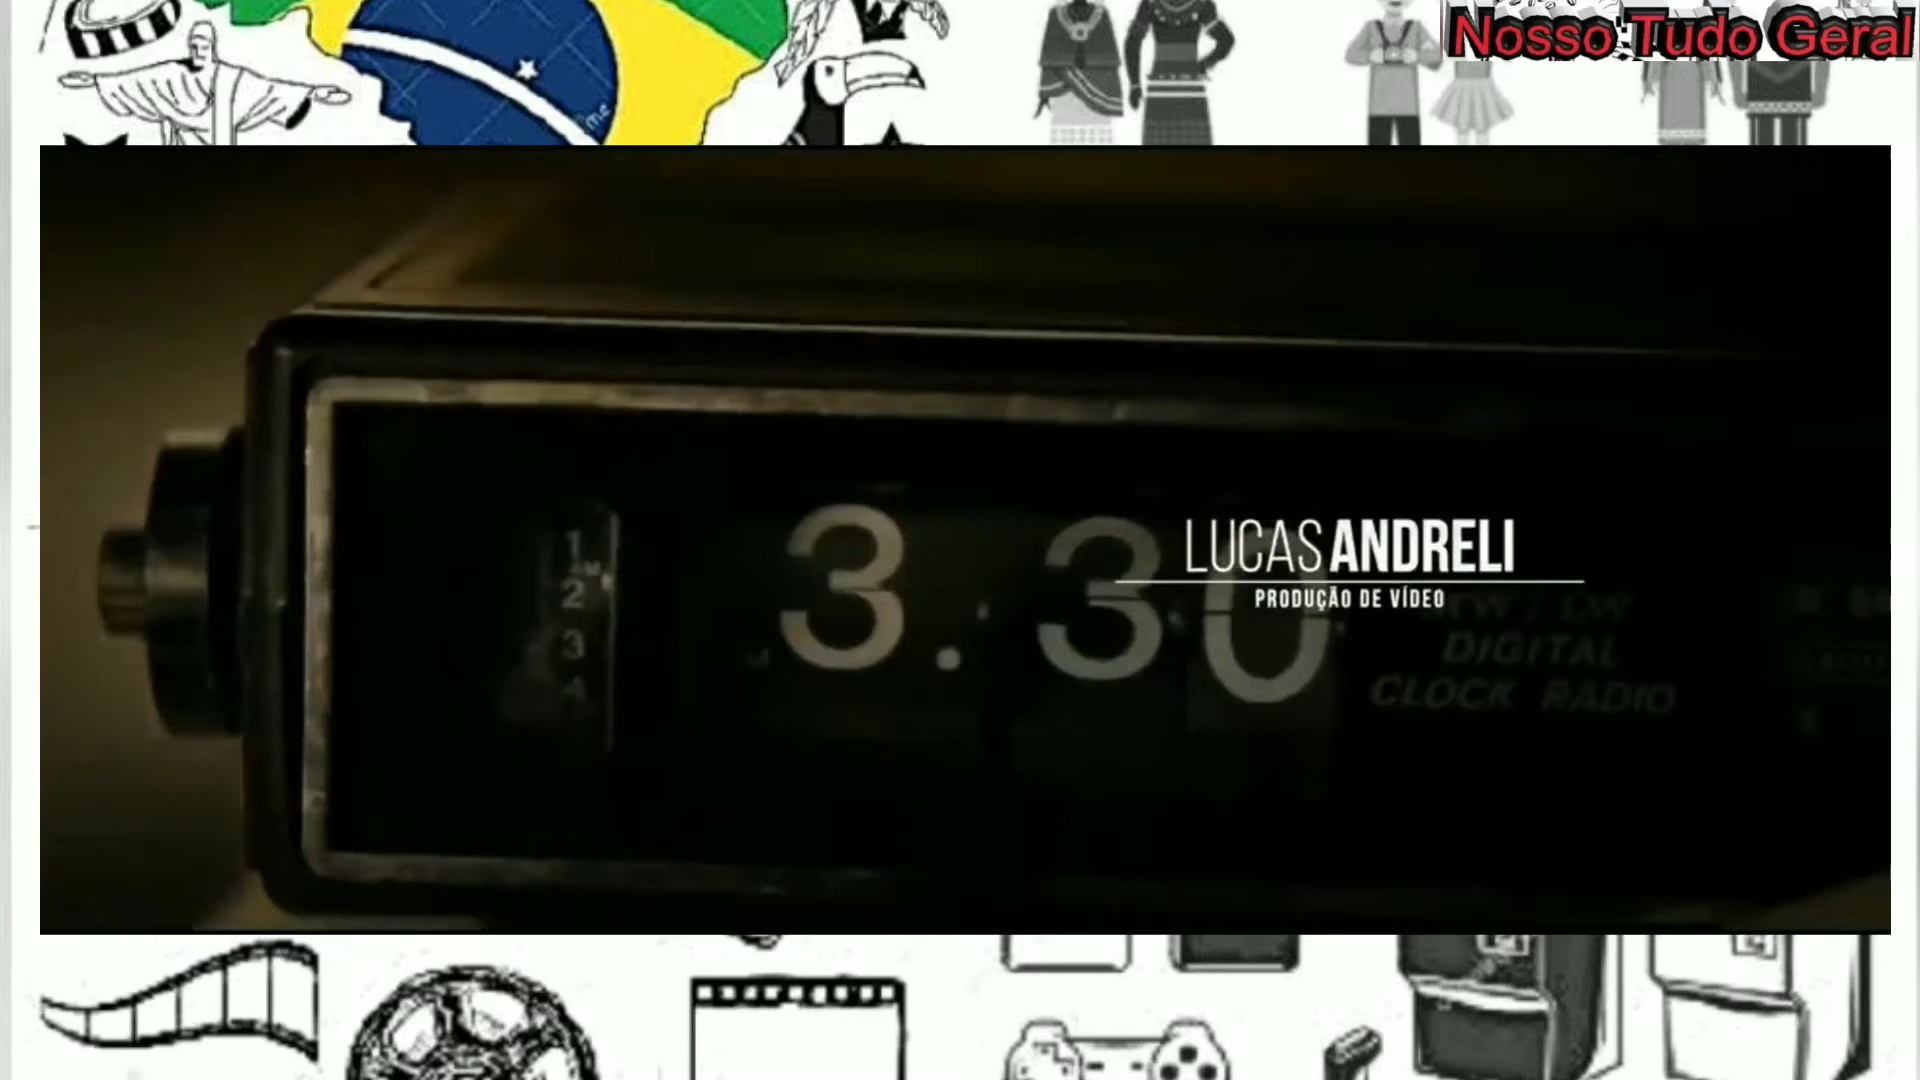 Nosso Tudo Geral
1
2
3
4
3.30
LUCAS ANDRELI
PRODUÇÃO DE VÍDEO
DIGITAL
CLOCK RADIO